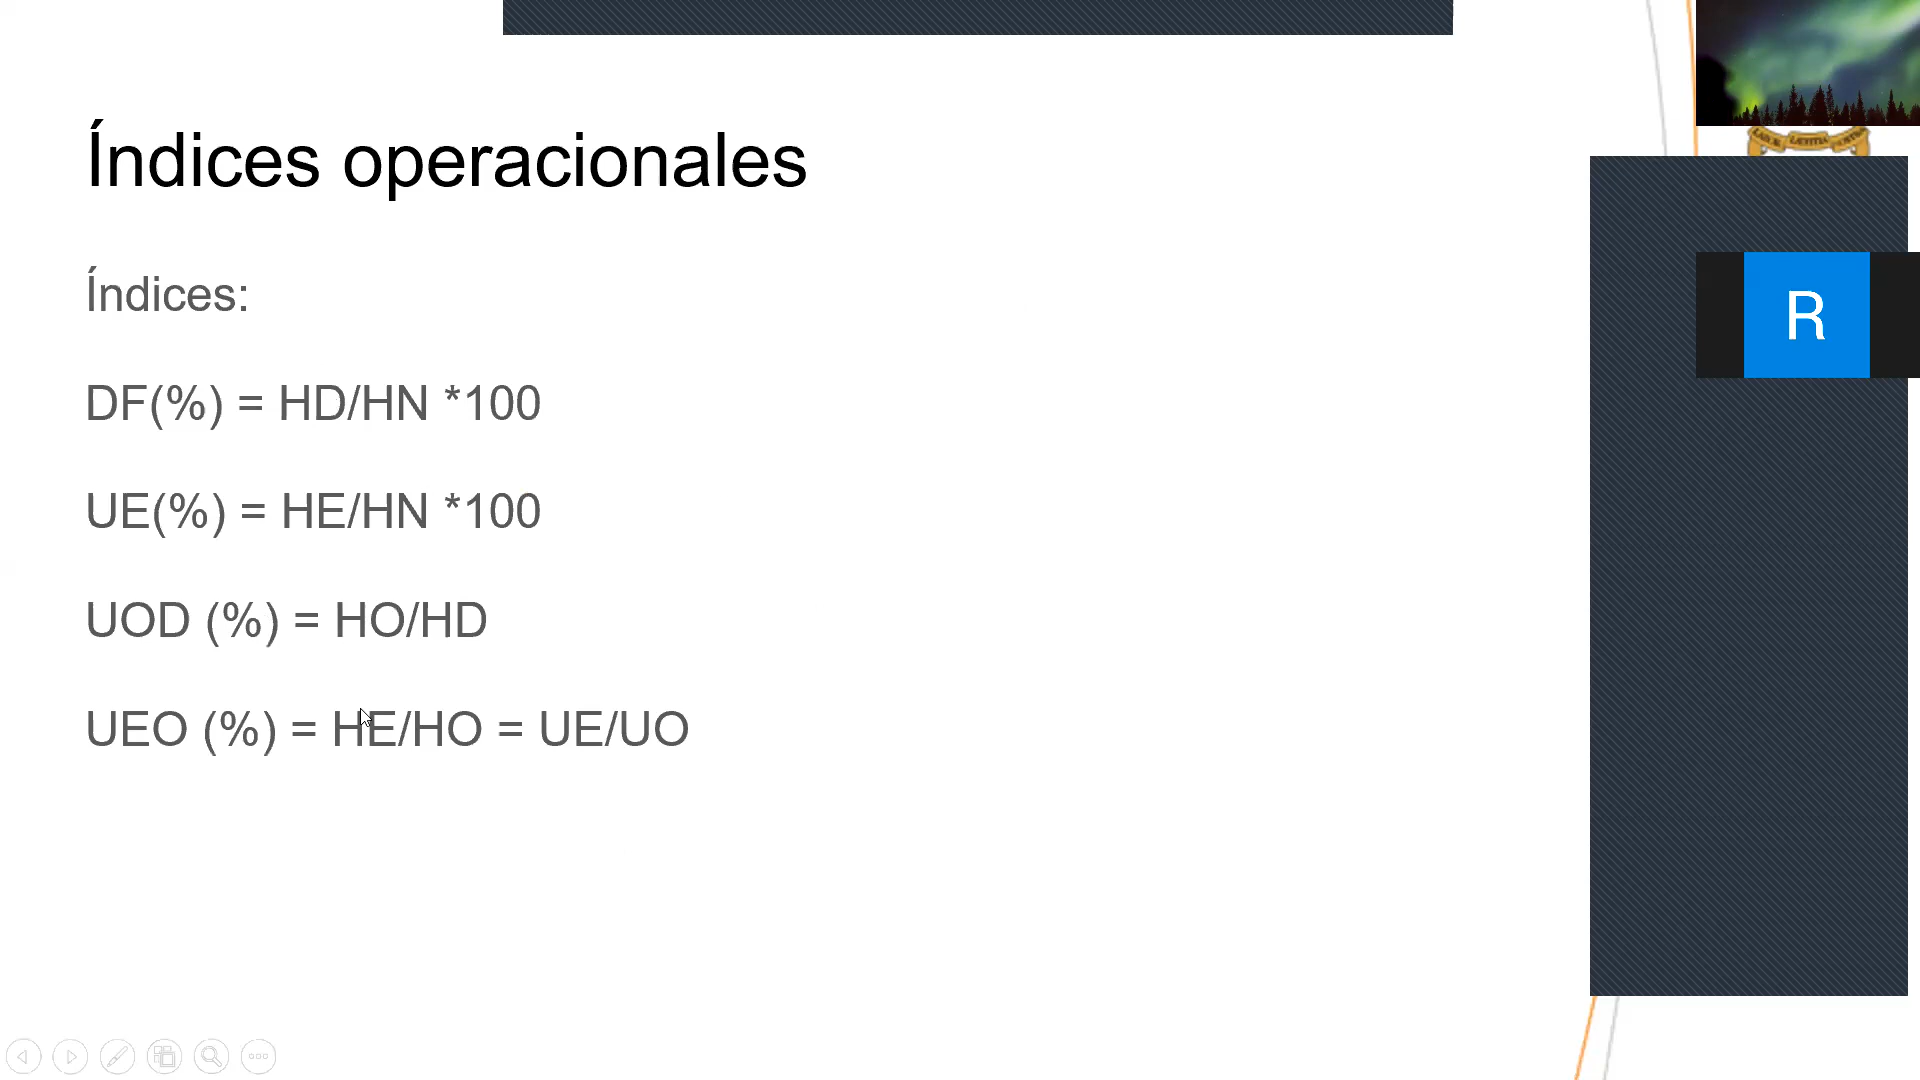 Índices operacionales
Índices:
DF(%) = HD/HN *100
UE(%) = HE/HN *100
UOD (%) = HO/HD
UEO (%) = HE/HO = UE/UO
LAETITIA
R